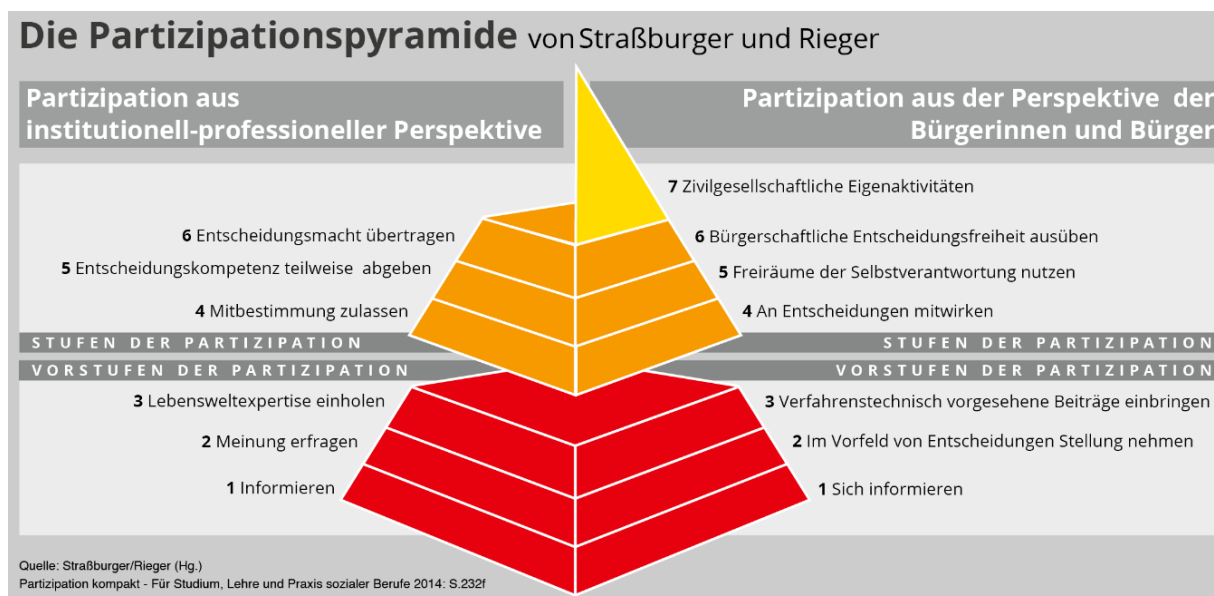 Die Partizipationspyramide von Straßburger und Rieger
Partizipation aus
institutionell-professioneller Perspektive
Partizipation aus der Perspektive der
Bürgerinnen und Bürger
6 Entscheidungsmacht übertragen
5 Entscheidungskompetenz teilweise abgeben
4 Mitbestimmung zulassen
STUFEN DER PARTIZIPATION
VORSTUFEN DER PARTIZIPATION
3 Lebensweltexpertise einholen
2 Meinung erfragen
1 Informieren
7 Zivilgesellschaftliche Eigenaktivitäten
6 Bürgerschaftliche Entscheidungsfreiheit ausüben
5 Freiräume der Selbstverantwortung nutzen
4 An Entscheidungen mitwirken
STUFEN DER PARTIZIPATION
VORSTUFEN DER PARTIZIPATION
3 Verfahrenstechnisch vorgesehene Beiträge einbringen
2 Im Vorfeld von Entscheidungen Stellung nehmen
1 Sich informieren
Quelle: Straßburger/Rieger (Hg.)
Partizipation kompakt - Für Studium, Lehre und Praxis sozialer Berufe 2014: S.232f